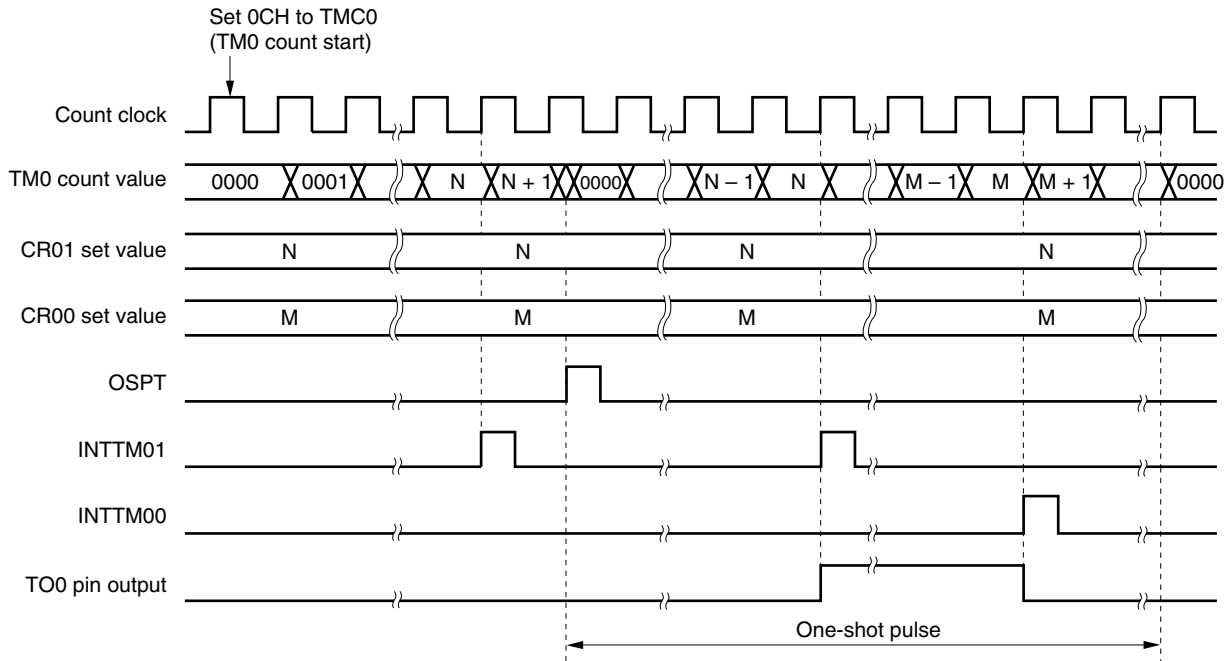 Set 0CH to TMC0
(TM0 count start)
Count clock
TM0 count value 0000 0001 N N + 1 0000 N – 1 N M – 1 M M + 1 0000
CR01 set value N N N N
CR00 set value M M M M
OSPT
INTTM01
INTTM00
TO0 pin output
One-shot pulse